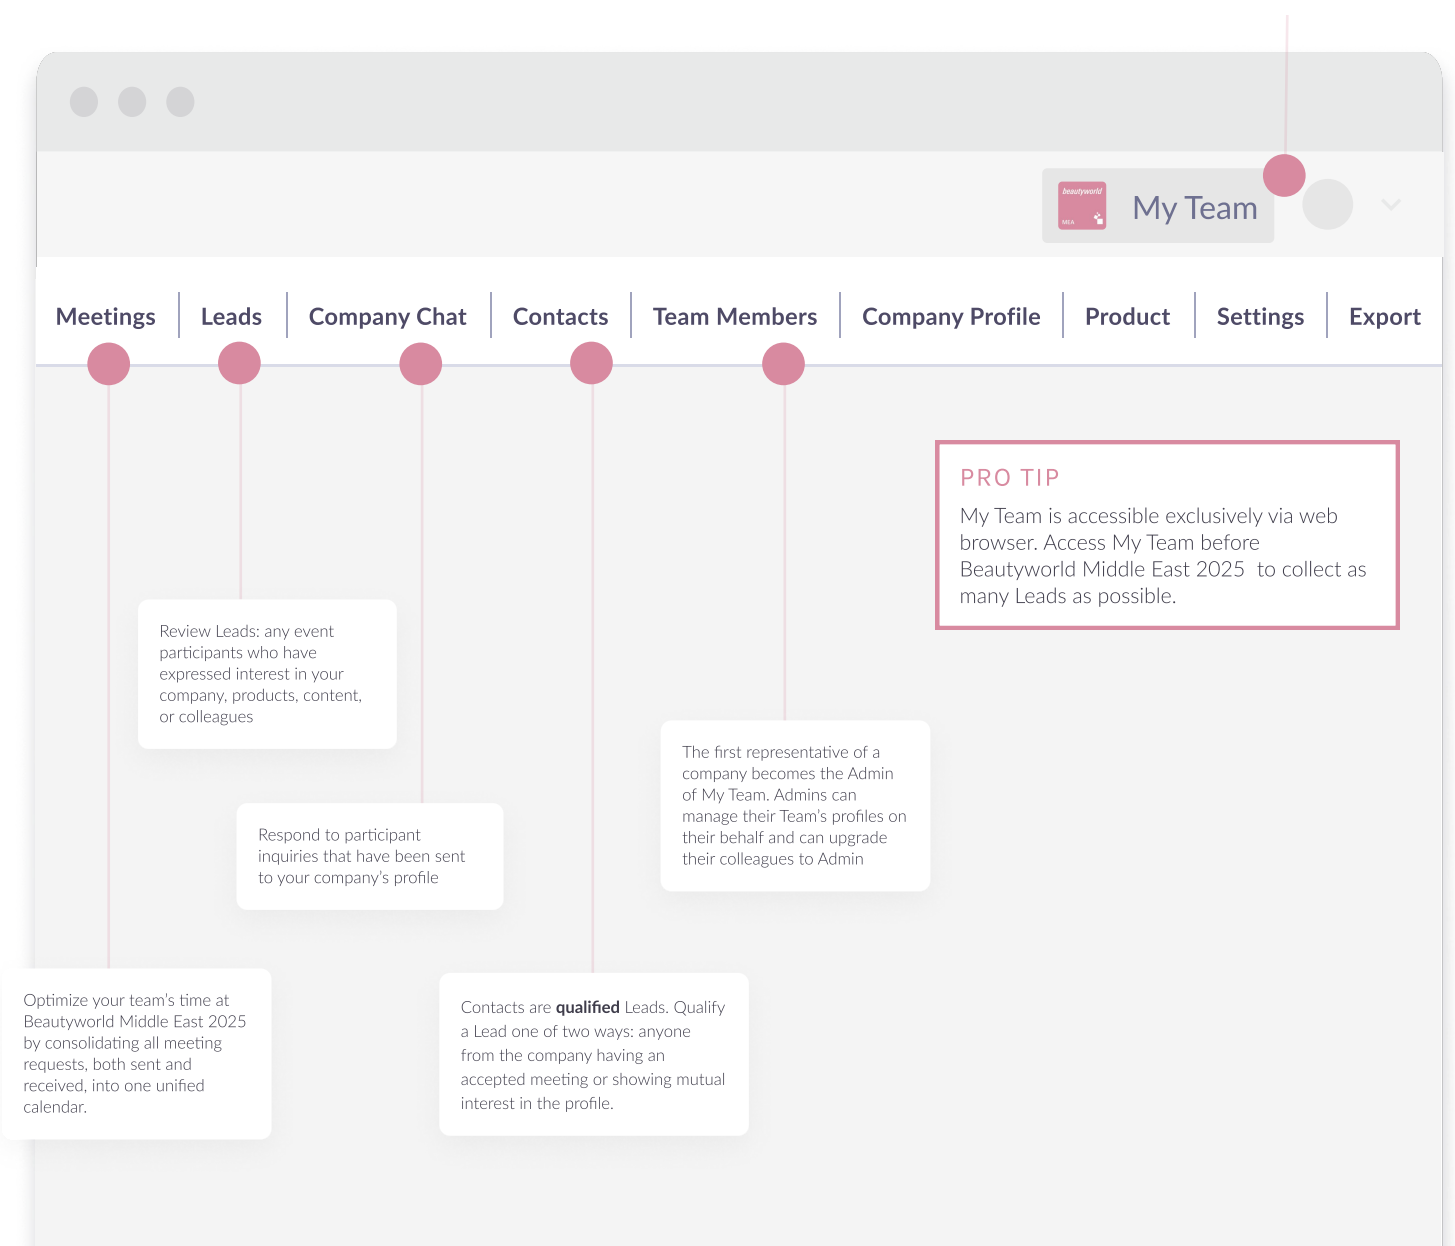 beautyworld
MEA
My Team
Meetings
Leads
Company Chat
Contacts
Team Members
Company Profile
Product
Settings
Export
PRO TIP
My Team is accessible exclusively via web
browser. Access My Team before
Beautyworld Middle East 2025  to collect as
many Leads as possible.
Review Leads: any event
participants who have
expressed interest in your
company, products, content,
or colleagues
The first representative of a
company becomes the Admin
of My Team. Admins can
manage their Team’s profiles on
their behalf and can upgrade
their colleagues to Admin
Respond to participant
inquiries that have been sent
to your company’s profile
Optimize your team’s time at
Beautyworld Middle East 2025
by consolidating all meeting
requests, both sent and
received, into one unified
calendar.
Contacts are qualified Leads. Qualify
a Lead one of two ways: anyone
from the company having an
accepted meeting or showing mutual
interest in the profile.